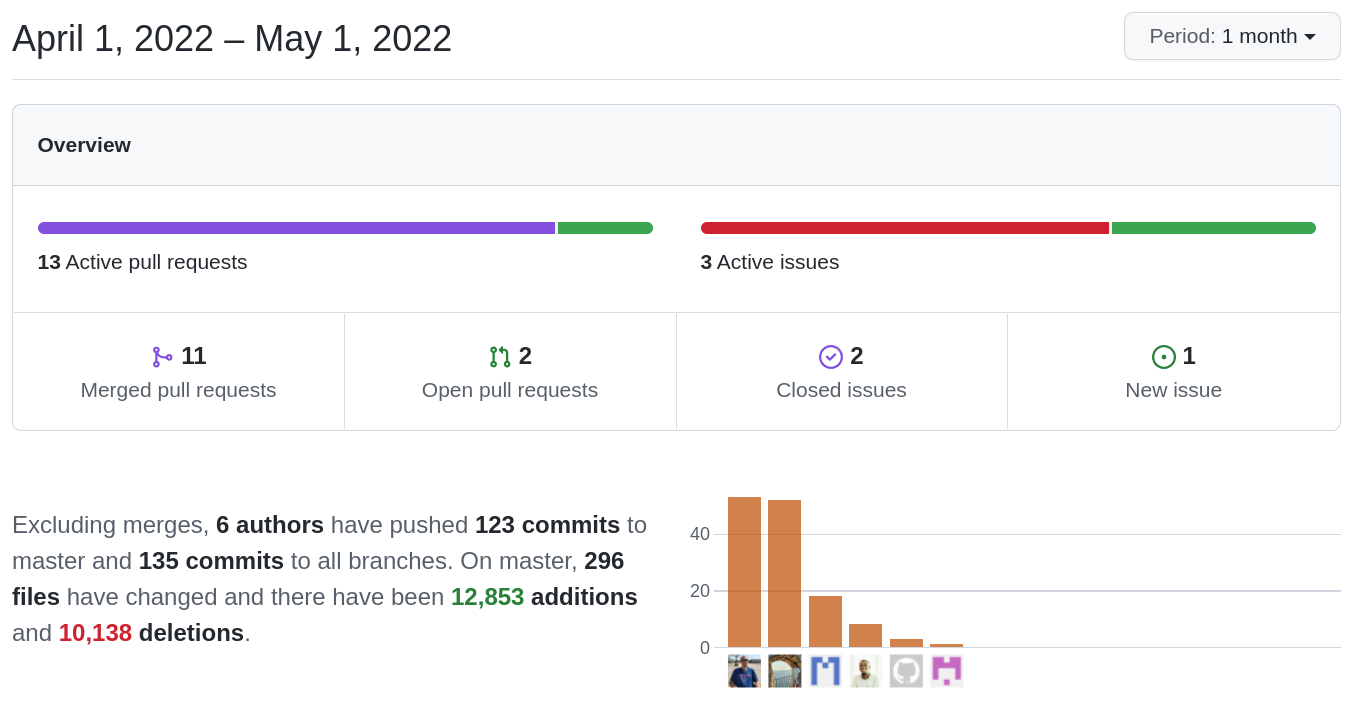 April 1, 2022 – May 1, 2022
Period: 1 month
Overview
13 Active pull requests
3 Active issues
11
Merged pull requests
2
Open pull requests
2
Closed issues
1
New issue
Excluding merges, 6 authors have pushed 123 commits to
master and 135 commits to all branches. On master, 296
files have changed and there have been 12,853 additions
and 10,138 deletions.
40
20
0